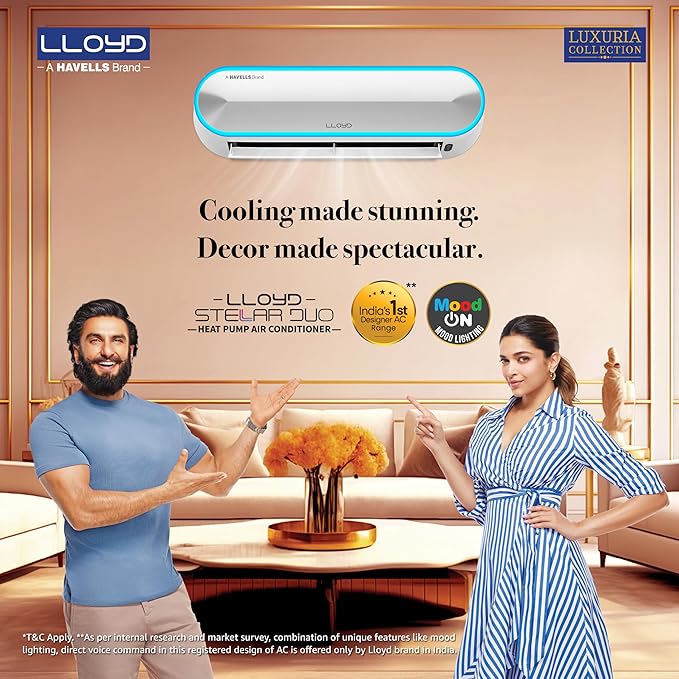 LLOYD
A HAVELLS Brand
LUXURIA
COLLECTION
A HAVELLS Brand
LLOYD
Cooling made stunning.
Decor made spectacular.
LLOYD
STELLAR DUO
HEAT PUMP AIR CONDITIONER
India's 1st
Designer AC
Range
**
Mood
ON
MOOD LIGHTING
*T&C Apply. **As per internal research and market survey, combination of unique features like mood
lighting, direct voice command in this registered design of AC is offered only by Lloyd brand in India.